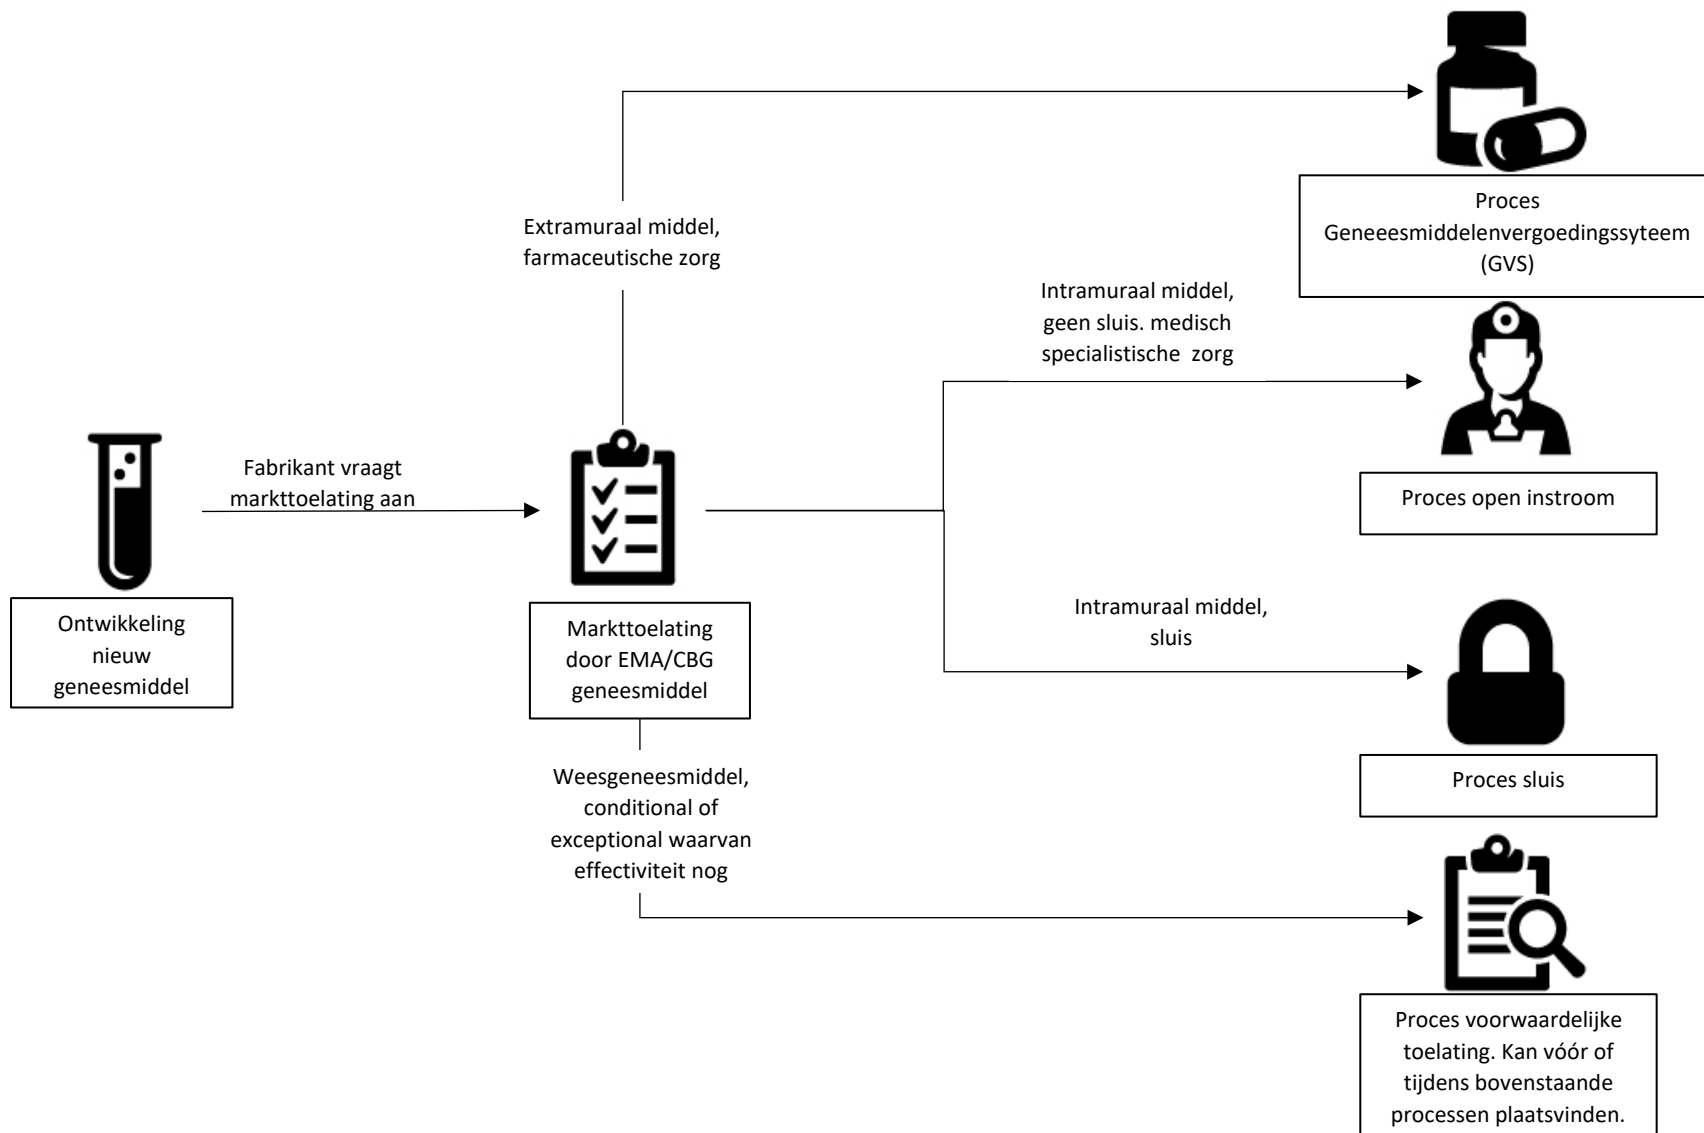 Proces
Geneeesmiddelenvergoedingssyteem
(GVS)
Extramuraal middel,
farmaceutische zorg
Intramuraal middel,
geen sluis. medisch
specialistische zorg
Fabrikant vraagt
markttoelating aan
Proces open instroom
Ontwikkeling
nieuw
geneesmiddel
Markttoelating
door EMA/CBG
geneesmiddel
Intramuraal middel,
sluis
Proces sluis
Weesgeneesmiddel,
conditional of
exceptional waarvan
effectiviteit nog
Proces voorwaardelijke
toelating. Kan vóór of
tijdens bovenstaande
processen plaatsvinden.